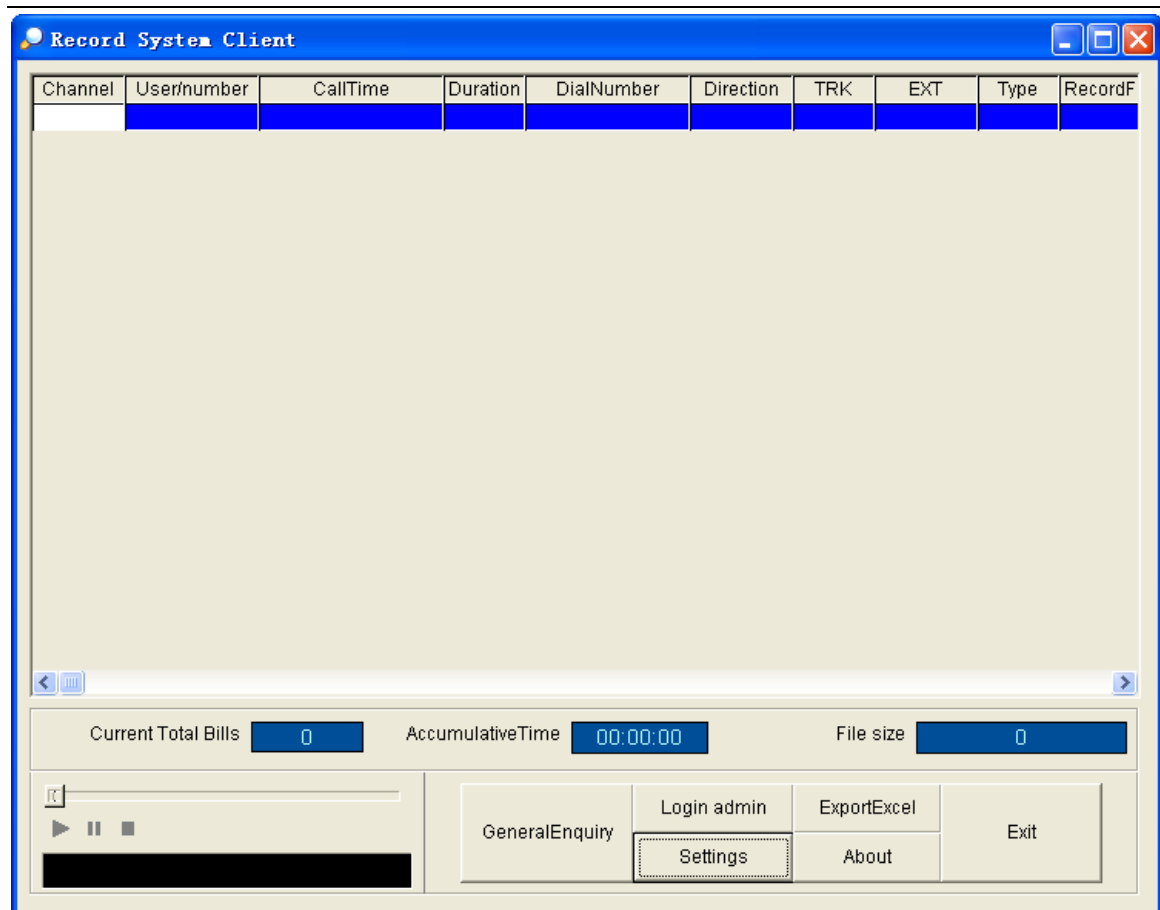 Record System Client
Channel User/number CallTime Duration DialNumber Direction TRK EXT Type RecordF
Current Total Bills 0 AccumulativeTime 00:00:00 File size 0
GeneralEnquiry Login admin ExportExcel Exit
Settings About